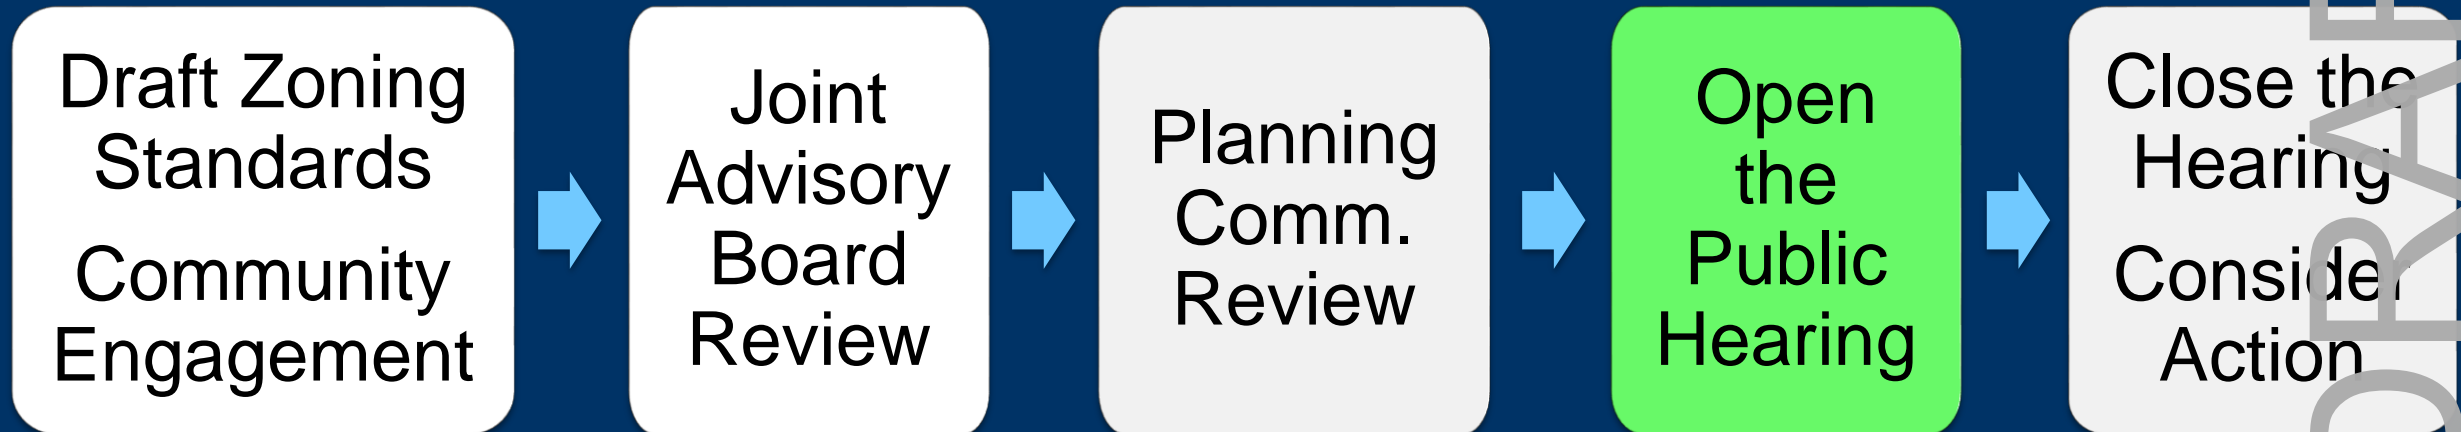 Draft Zoning
Standards
Community
Engagement
Joint
Advisory
Board
Review
Planning
Comm.
Review
Open
the
Public
Hearing
Close the
Hearing
Consider
Action